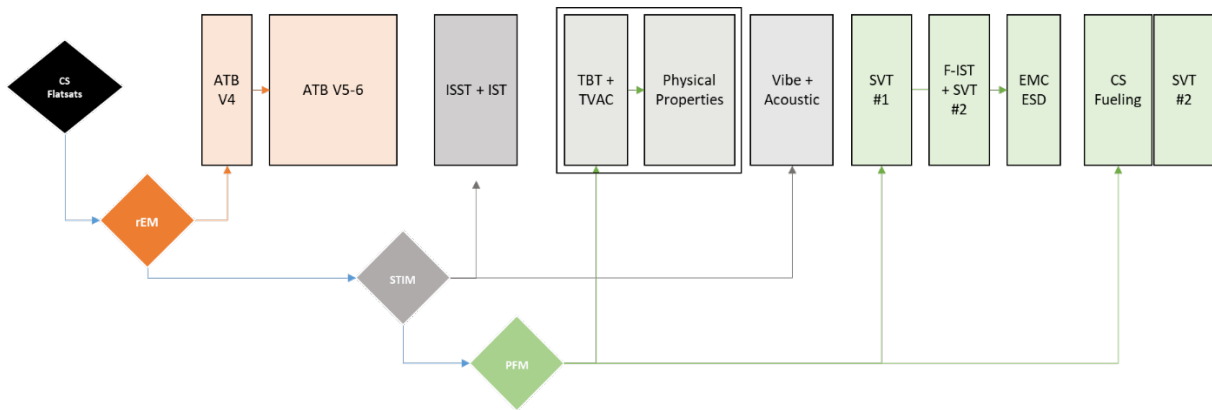 CS
Flatsats
ATB
V4
ATB V5-6
ISST + IST
TBT +
TVAC
Physical
Properties
Vibe +
Acoustic
SVT
#1
F-IST
+ SVT
#2
EMC
ESD
CS
Fueling
SVT
#2
rEM
STIM
PFM